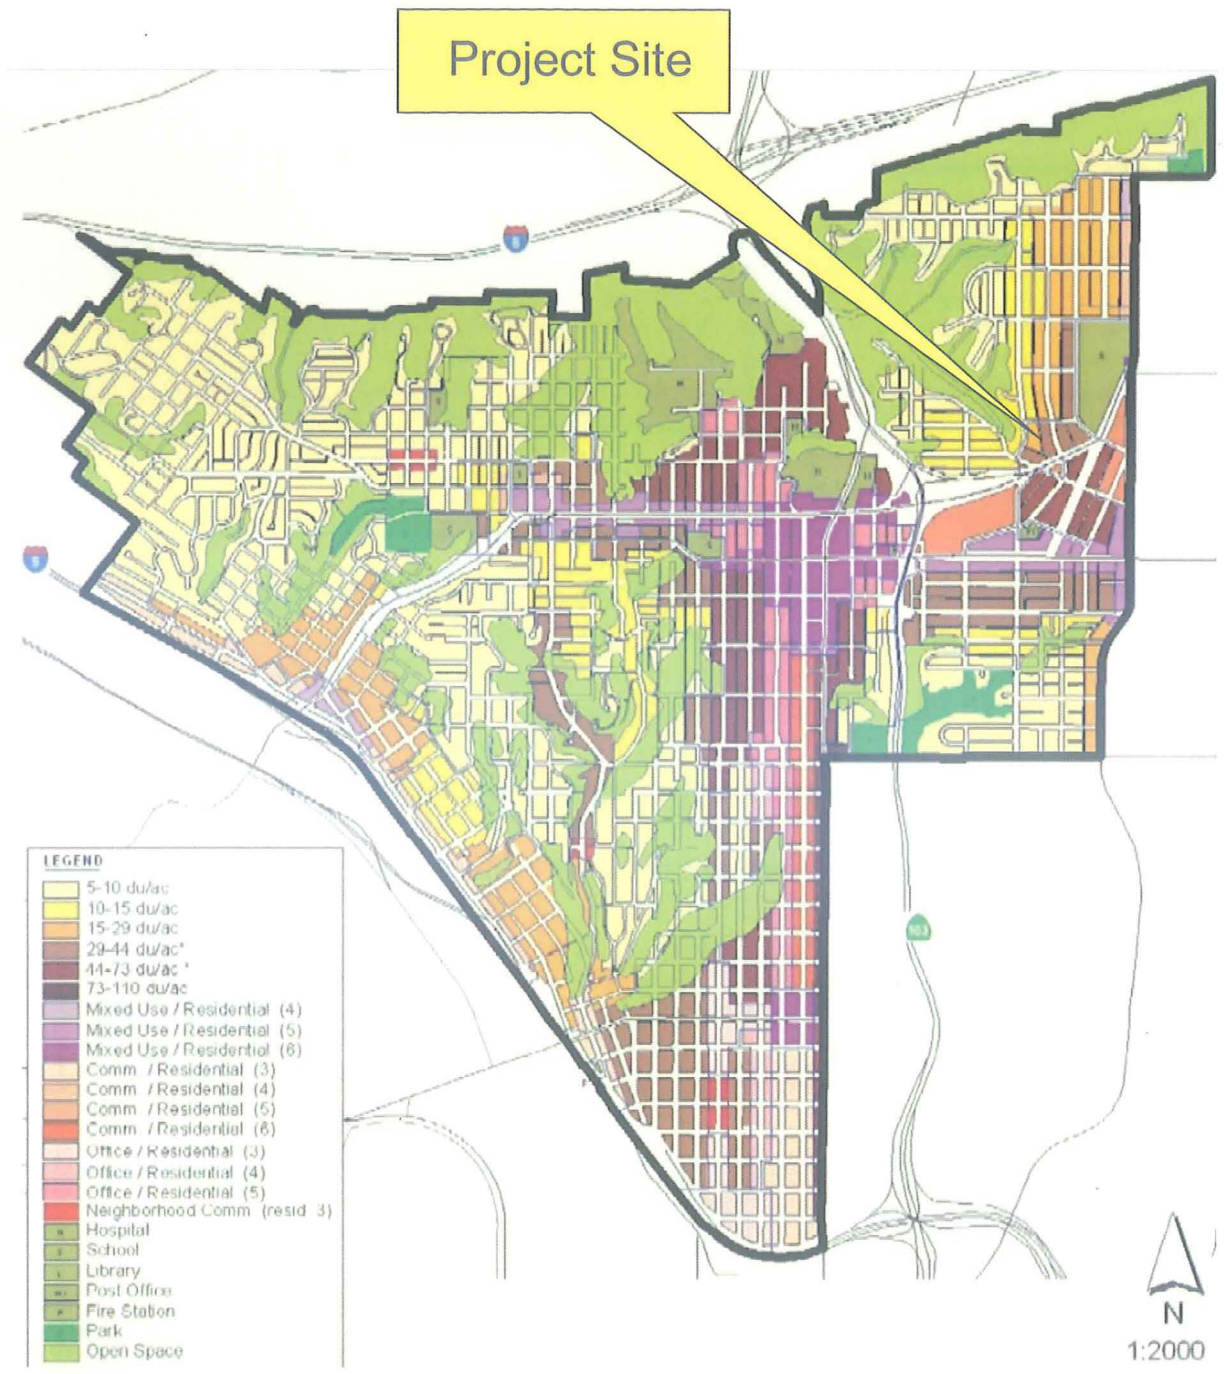 Project Site
8
5
163
LEGEND
5-10 du/ac
10-15 du/ac
15-29 du/ac
29-44 du/ac*
44-73 du/ac *
73-110 du/ac
Mixed Use / Residential (4)
Mixed Use / Residential (5)
Mixed Use / Residential (6)
Comm. / Residential (3)
Comm. / Residential (4)
Comm. / Residential (5)
Comm. / Residential (6)
Office / Residential (3)
Office / Residential (4)
Office / Residential (5)
Neighborhood Comm (resid 3)
H Hospital
S School
L Library
Post Office
F Fire Station
Park
Open Space
N
1:2000